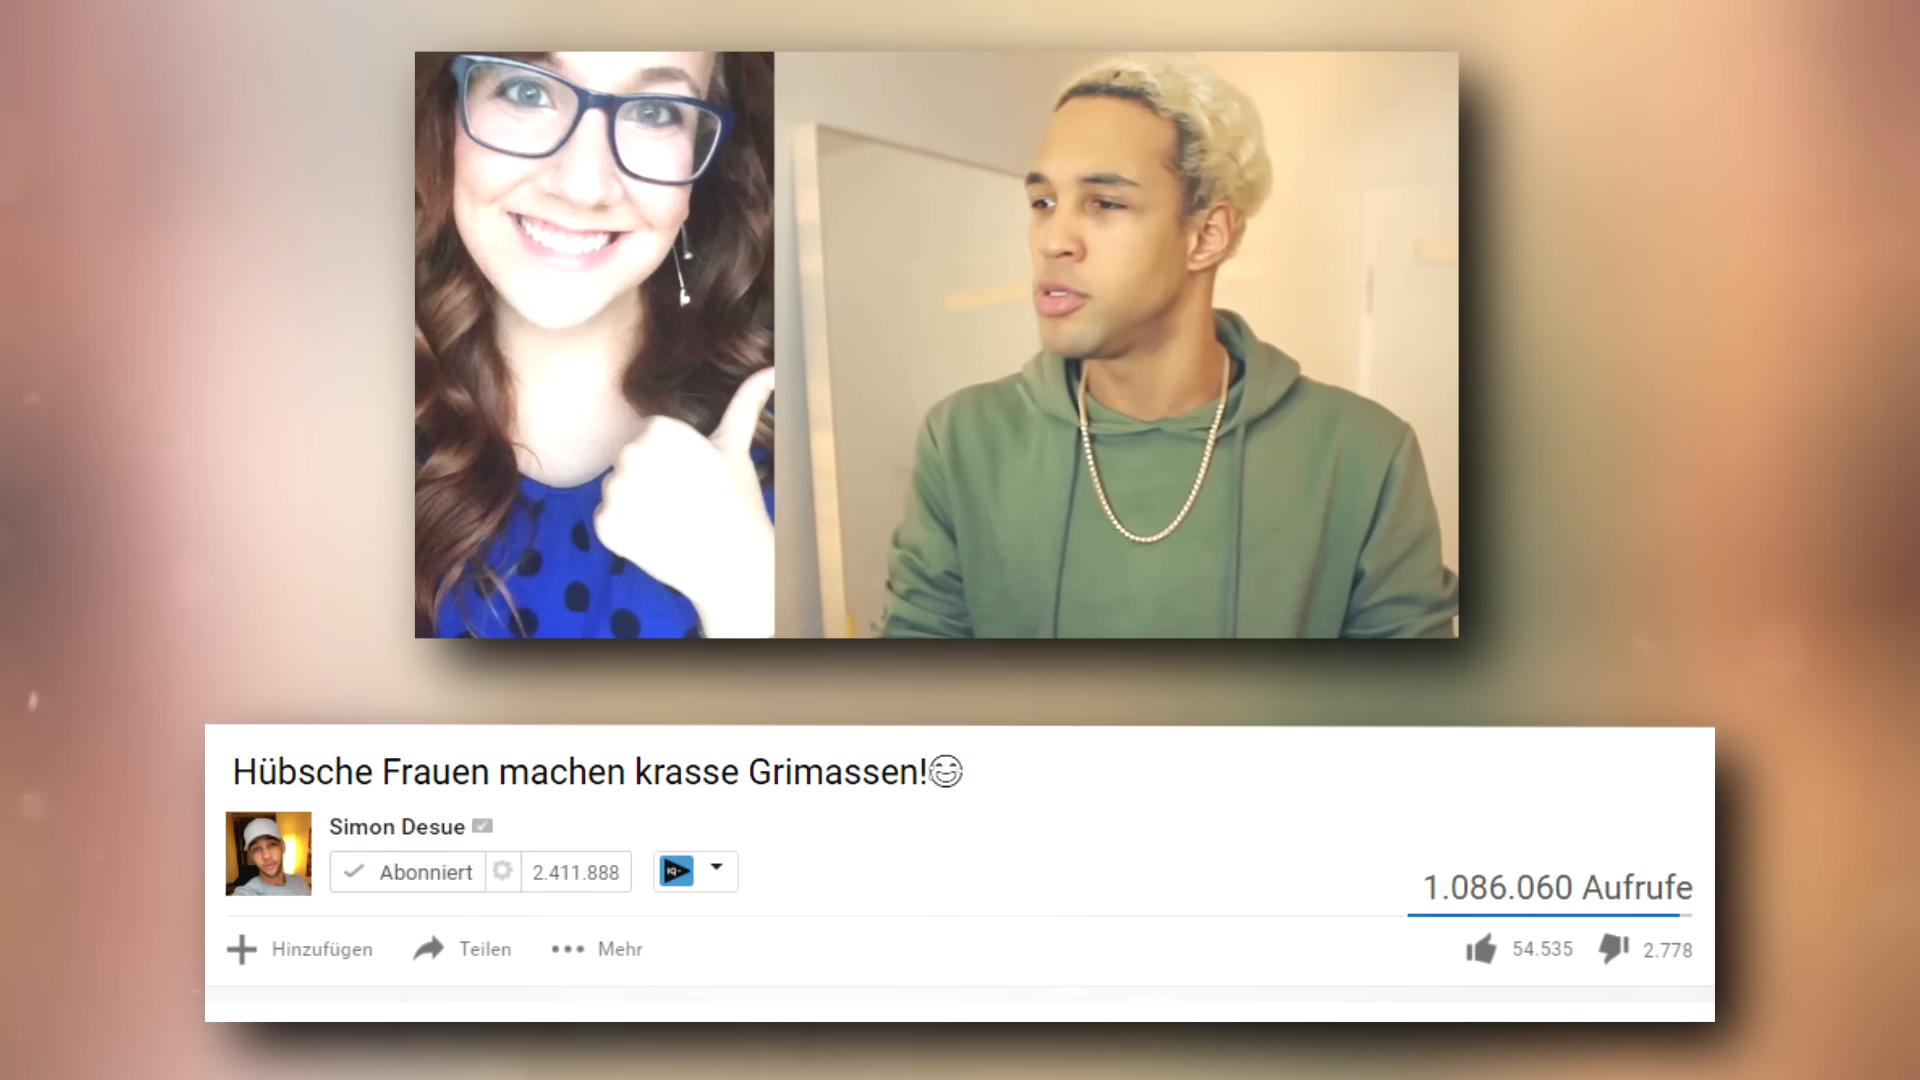 Hübsche Frauen machen krasse Grimassen!😂
Simon Desue
Abonniert 2.411.888
IQ-
1.086.060 Aufrufe
Hinzufügen Teilen Mehr 54.535 2.778